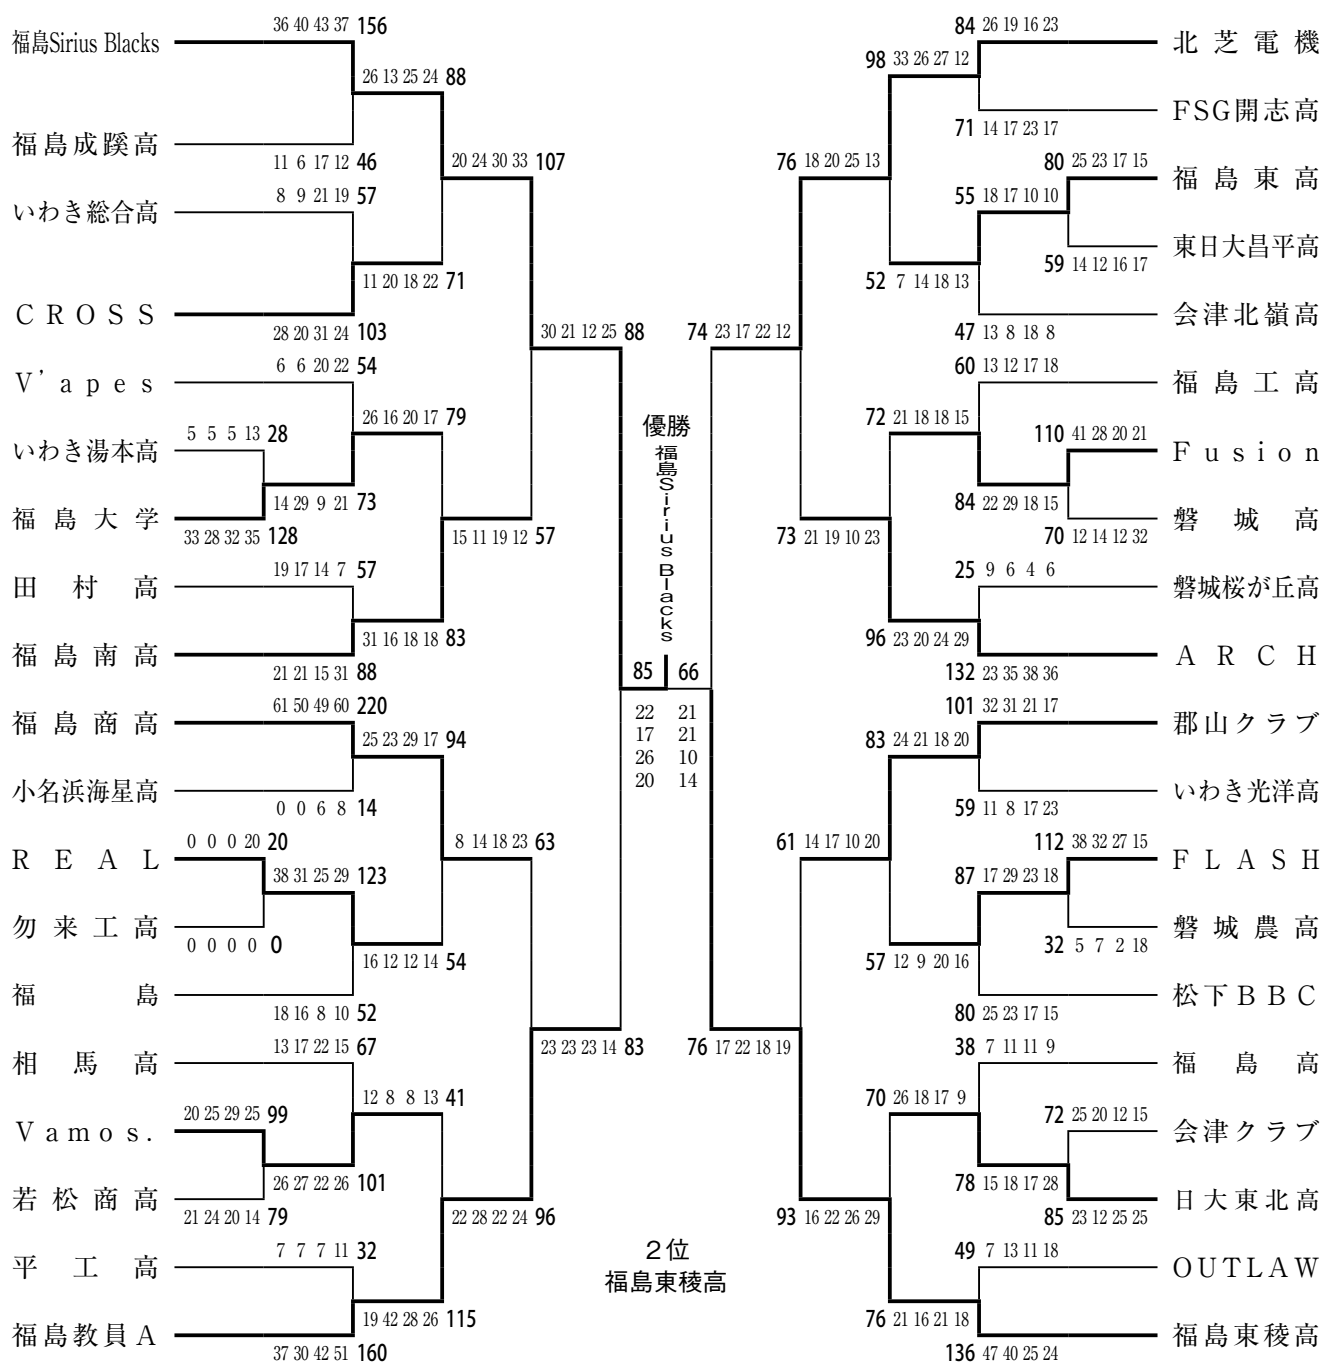 福島Sirius Blacks
36 40 43 37 156
26 13 25 24 88
福島成蹊高
11 6 17 12 46
20 24 30 33 107
8 9 21 19 57
いわき総合高
11 20 18 22 71
CROSS
28 20 31 24 103
30 21 12 25 88
6 6 20 22 54
V'apes
26 16 20 17 79
5 5 5 13 28
いわき湯本高
14 29 9 21 73
福島大学
33 28 32 35 128
15 11 19 12 57
19 17 14 7 57
田村高
31 16 18 18 83
福島南高
21 21 15 31 88
61 50 49 60 220
福島商高
25 23 29 17 94
小名浜海星高
0 0 6 8 14
0 0 0 20 20
8 14 18 23 63
REAL
38 31 25 29 123
勿来工高
0 0 0 0 0
16 12 12 14 54
福島
18 16 8 10 52
13 17 22 15 67
23 23 23 14 83
相馬高
12 8 8 13 41
20 25 29 25 99
Vamos.
26 27 22 26 101
若松商高
21 24 20 14 79
22 28 22 24 96
7 7 7 11 32
平工高
19 42 28 26 115
福島教員A
37 30 42 51 160
優勝
福島Sirius Blacks
85 66
22 21
17 21
26 10
20 14
2位
福島東稜高
84 26 19 16 23
北芝電機
98 33 26 27 12
FSG開志高
71 14 17 23 17
76 18 20 25 13
80 25 23 17 15
福島東高
55 18 17 10 10
東日大昌平高
59 14 12 16 17
52 7 14 18 13
会津北嶺高
47 13 8 18 8
74 23 17 22 12
60 13 12 17 18
福島工高
72 21 18 18 15
110 41 28 20 21
Fusion
84 22 29 18 15
磐城高
70 12 14 12 32
73 21 19 10 23
25 9 6 4 6
磐城桜が丘高
96 23 20 24 29
ARCH
132 23 35 38 36
101 32 31 21 17
郡山クラブ
83 24 21 18 20
いわき光洋高
59 11 8 17 23
61 14 17 10 20
112 38 32 27 15
FLASH
87 17 29 23 18
磐城農高
32 5 7 2 18
57 12 9 20 16
松下BBC
80 25 23 17 15
76 17 22 18 19
38 7 11 11 9
福島高
70 26 18 17 9
72 25 20 12 15
会津クラブ
78 15 18 17 28
日大東北高
85 23 12 25 25
93 16 22 26 29
49 7 13 11 18
OUTLAW
76 21 16 21 18
福島東稜高
136 47 40 25 24